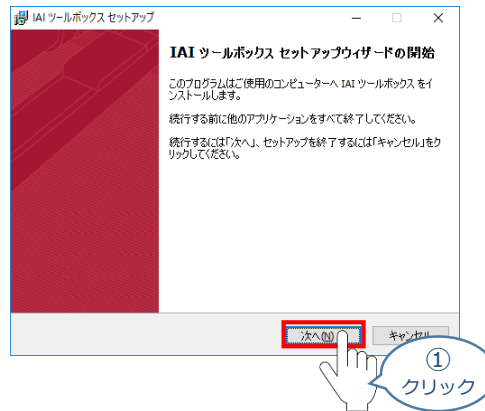 IAI ツールボックス セットアップ
IAI ツールボックス セットアップウィザードの開始
このプログラムはご使用のコンピューターへ IAI ツールボックス をイ
ンストールします。
続行する前に他のアプリケーションをすべて終了してください。
続行するには「次へ」、セットアップを終了するには「キャンセル」をク
リックしてください。
次へ(N)
キャンセル
①
クリック